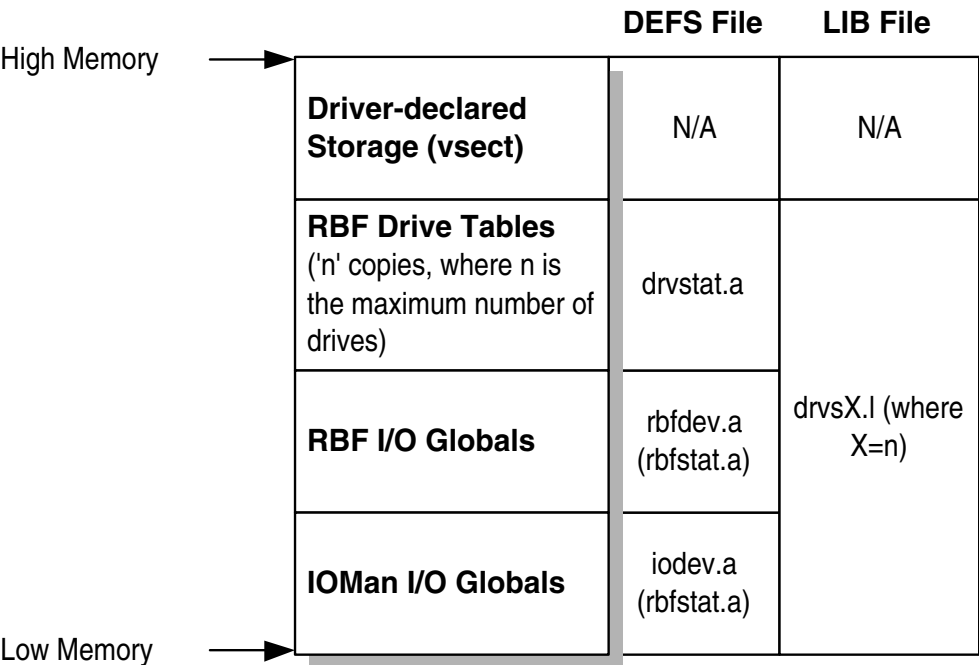 DEFS File LIB File
High Memory
Driver-declared
Storage (vsect)
N/A
N/A
RBF Drive Tables
('n' copies, where n is
the maximum number of
drives)
drvstat.a
RBF I/O Globals
rbfdev.a
(rbfstat.a)
drvsX.l (where
X=n)
IOMan I/O Globals
iodev.a
(rbfstat.a)
Low Memory